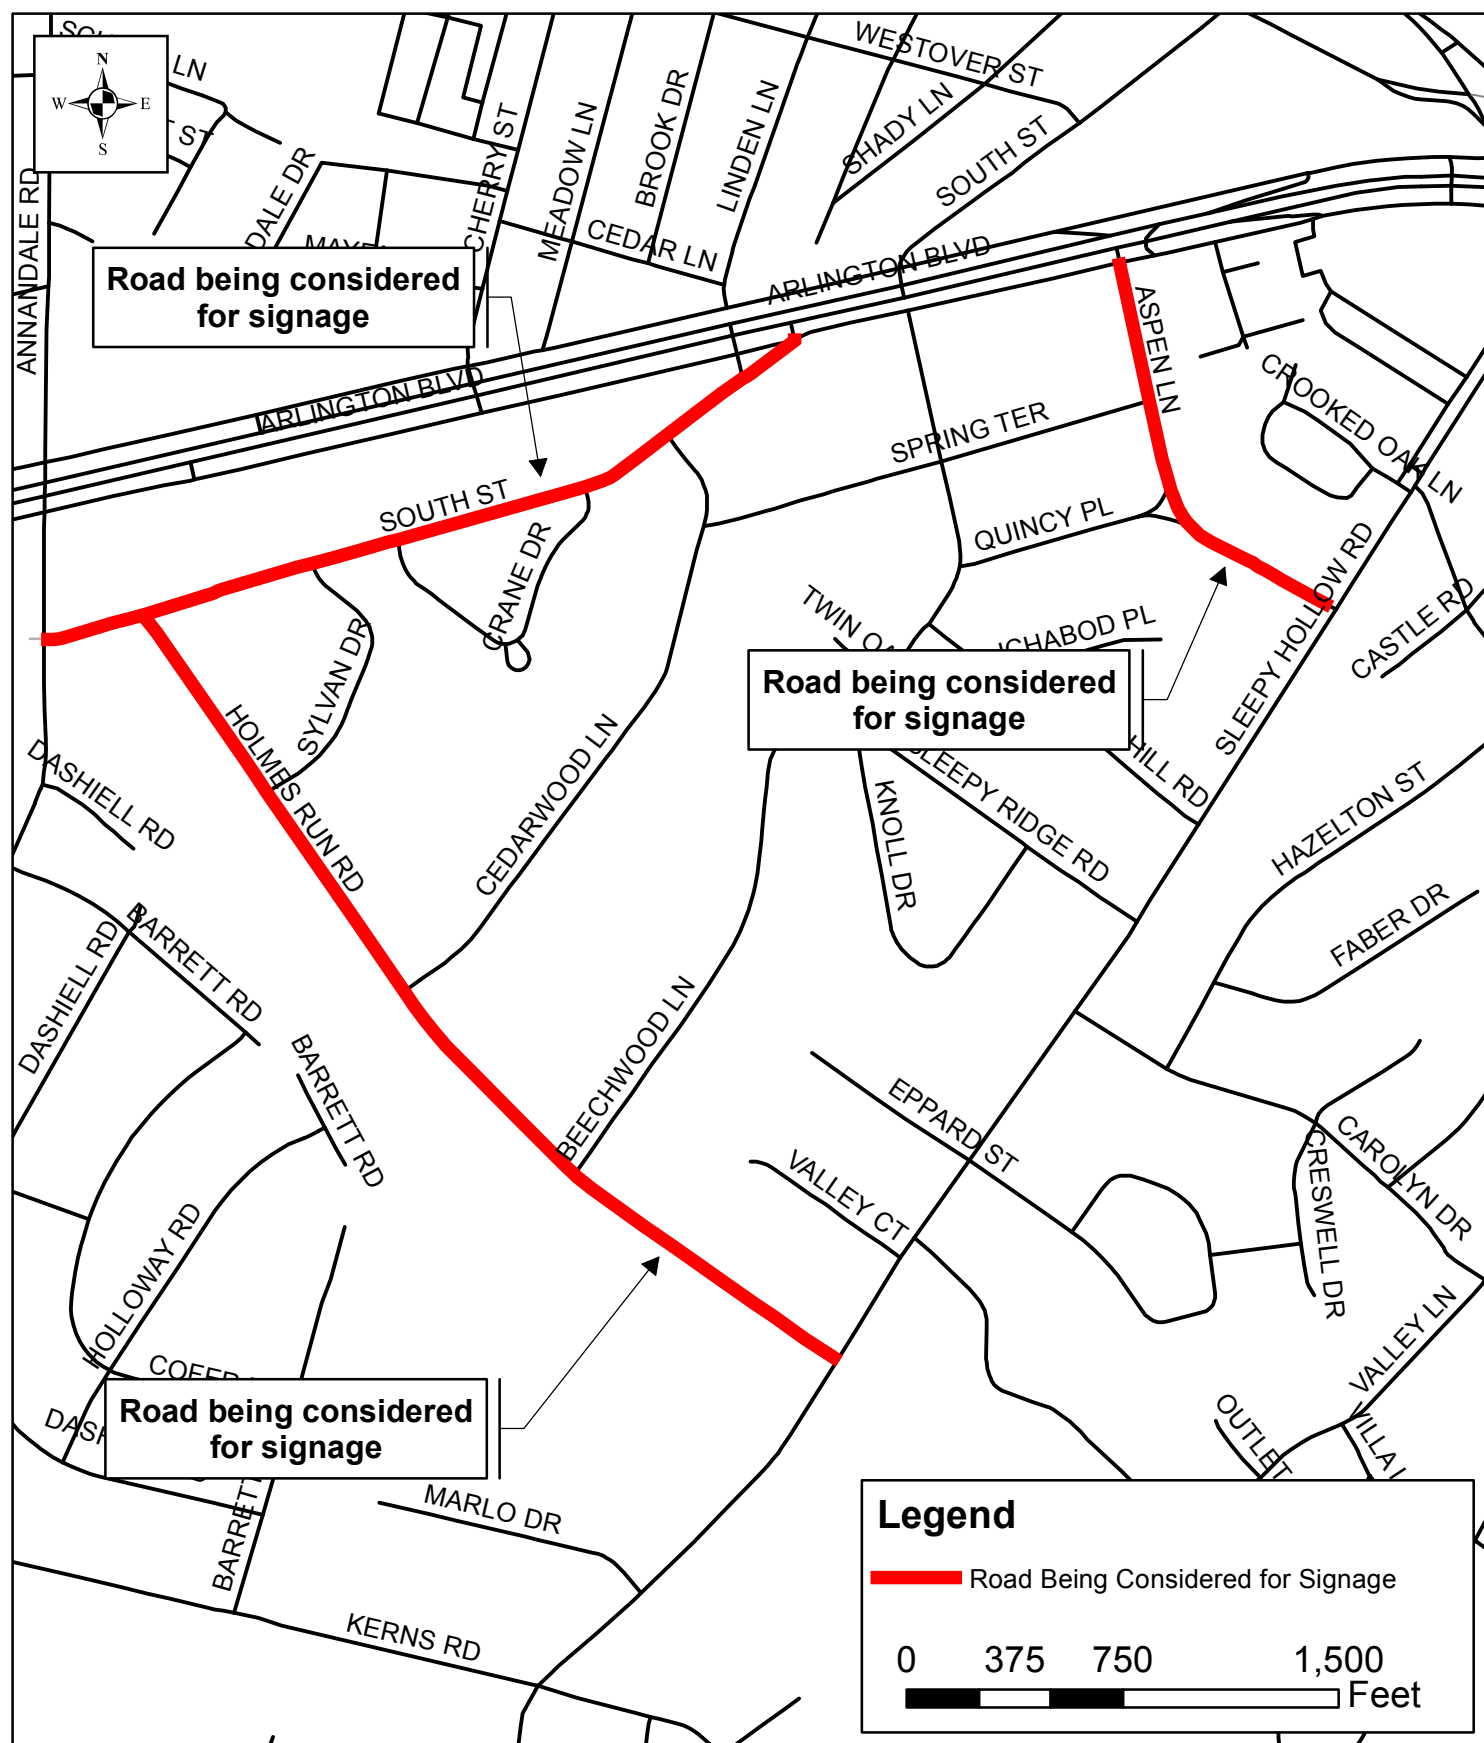 N
W E
S
LN
ST
DALE DR
ANNANDALE RD
CHERRY ST
MEADOW LN
BROOK DR
LINDEN LN
CEDAR LN
WESTOVER ST
SHADY LN
SOUTH ST
ARLINGTON BLVD
Road being considered
for signage
ARLINGTON BLVD
ASPEN LN
CROOKED OAK LN
SPRING TER
SOUTH ST
CRANE DR
QUINCY PL
SYLVAN DR
ICHABOD PL
SLEEPY HOLLOW RD
CASTLE RD
TWIN
Road being considered
for signage
HILL RD
HOLMES RUN RD
DASHIELL RD
CEDARWOOD LN
KNOLL DR
SLEEPY RIDGE RD
HAZELTON ST
FABER DR
DASHIELL RD
BARRETT RD
BARRETT RD
BEECHWOOD LN
EPPARD ST
VALLEY CT
CAROLYN DR
CRESWELL DR
HOLLOWAY RD
VALLEY LN
OUTLET
Road being considered
for signage
BARRETT
MARLO DR
KERNS RD
Legend
Road Being Considered for Signage
0 375 750 1,500
Feet